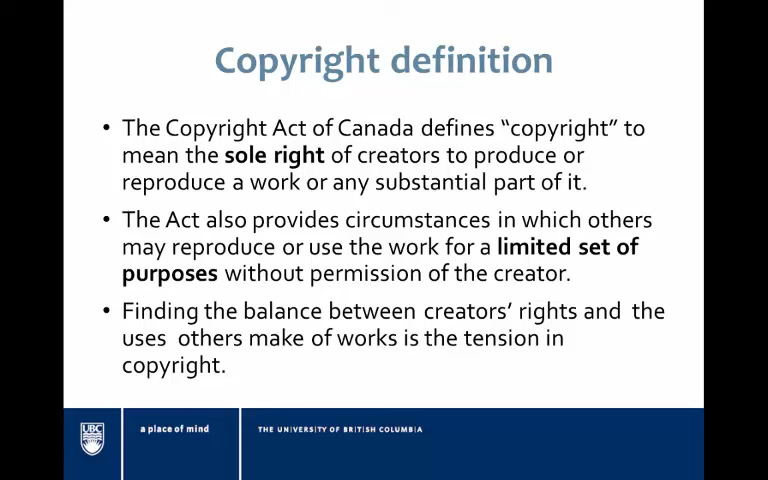 Copyright definition
• The Copyright Act of Canada defines “copyright” to
mean the sole right of creators to produce or
reproduce a work or any substantial part of it.
• The Act also provides circumstances in which others
may reproduce or use the work for a limited set of
purposes without permission of the creator.
• Finding the balance between creators’ rights and the
uses others make of works is the tension in
copyright.
UBC
a place of mind
THE UNIVERSITY OF BRITISH COLUMBIA